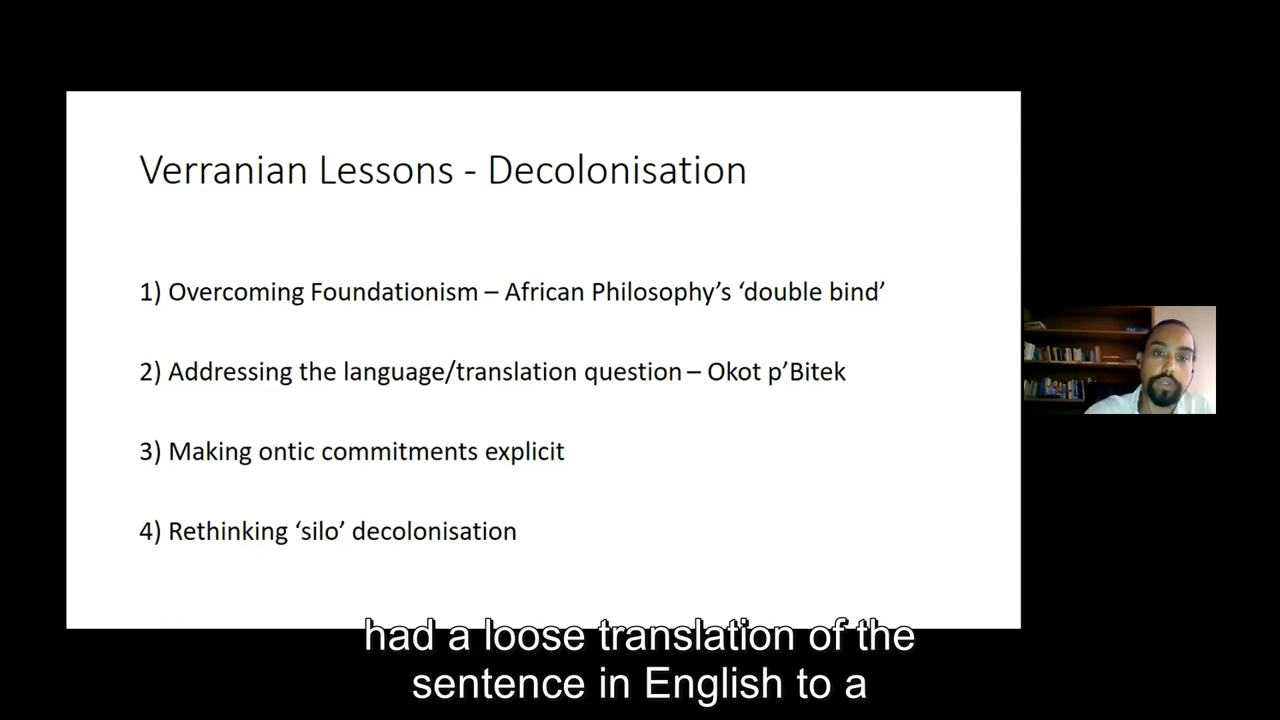 Verranian Lessons - Decolonisation
1) Overcoming Foundationism – African Philosophy’s ‘double bind’
2) Addressing the language/translation question – Okot p’Bitek
3) Making ontic commitments explicit
4) Rethinking ‘silo’ decolonisation
had a loose translation of the
sentence in English to a